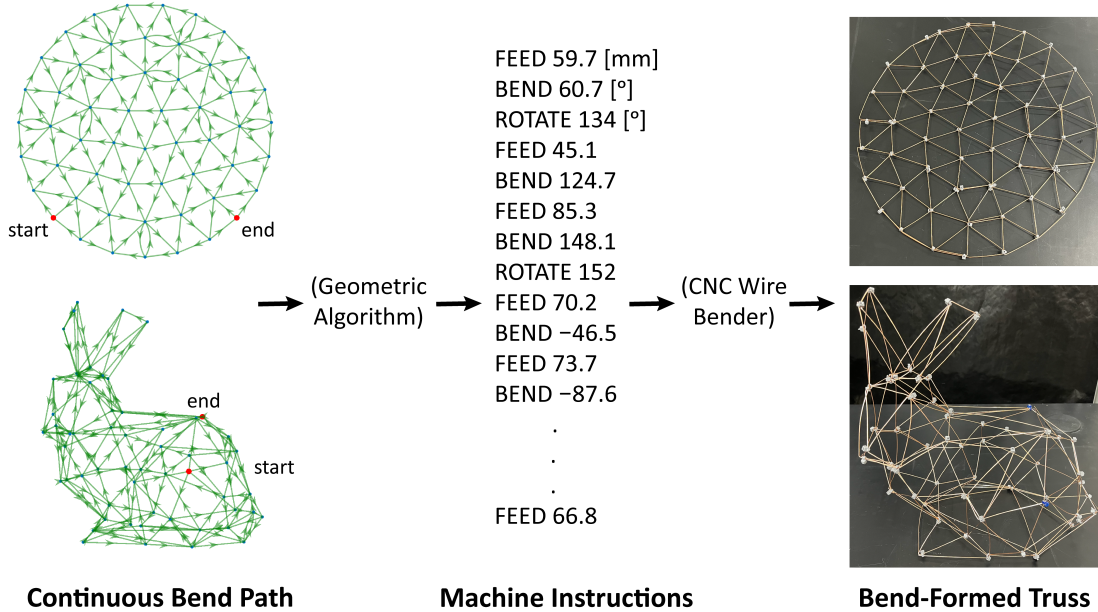 start
end
end
start
Continuous Bend Path
(Geometric
Algorithm)
FEED 59.7 [mm]
BEND 60.7 [º]
ROTATE 134 [º]
FEED 45.1
BEND 124.7
FEED 85.3
BEND 148.1
ROTATE 152
FEED 70.2
BEND −46.5
FEED 73.7
BEND −87.6
.
.
.
FEED 66.8
Machine Instructions
(CNC Wire
Bender)
Bend-Formed Truss